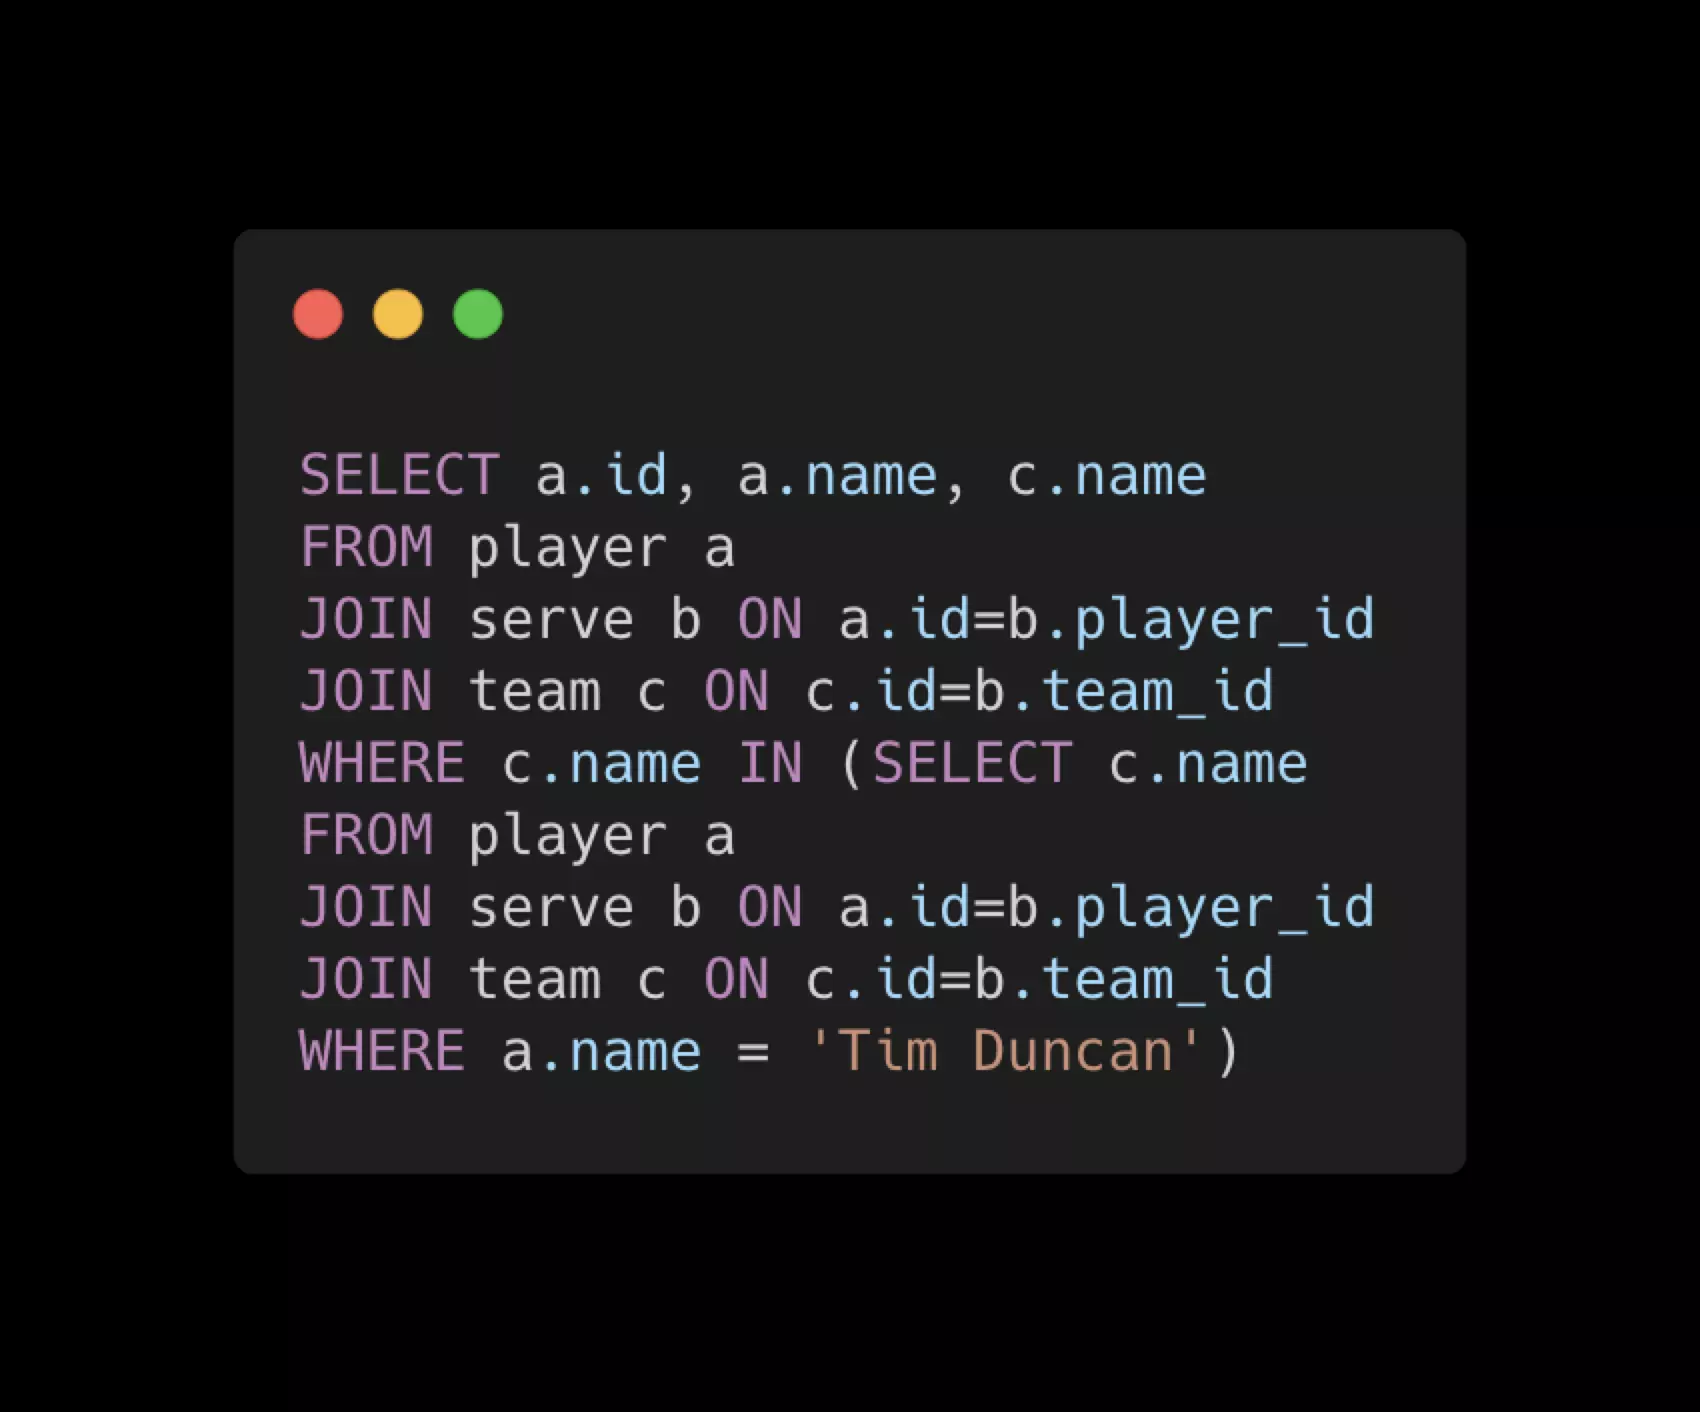 SELECT a.id, a.name, c.name
FROM player a
JOIN serve b ON a.id=b.player_id
JOIN team c ON c.id=b.team_id
WHERE c.name IN (SELECT c.name
FROM player a
JOIN serve b ON a.id=b.player_id
JOIN team c ON c.id=b.team_id
WHERE a.name = 'Tim Duncan')